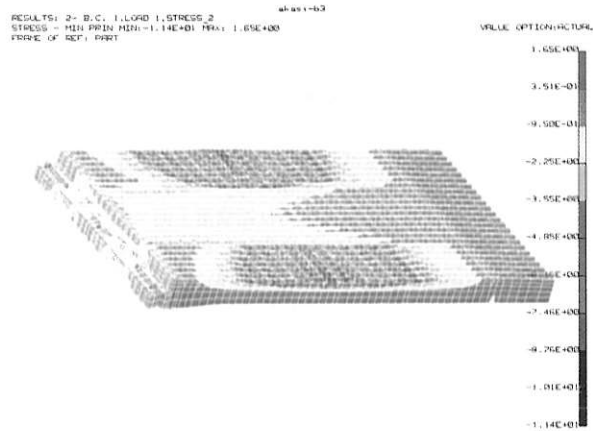 akasi-b3
RESULTS: 2- B.C. 1,LOAD 1,STRESS_2
STRESS - MIN PRIN MIN:-1.14E+01 MAX: 1.65E+00
FRAME OF REF: PART
VALUE OPTION:ACTUAL
1.65E+00
3.51E-01
-9.50E-01
-2.25E+00
-3.55E+00
-4.85E+00
-7.46E+00
-8.76E+00
-1.01E+01
-1.14E+01